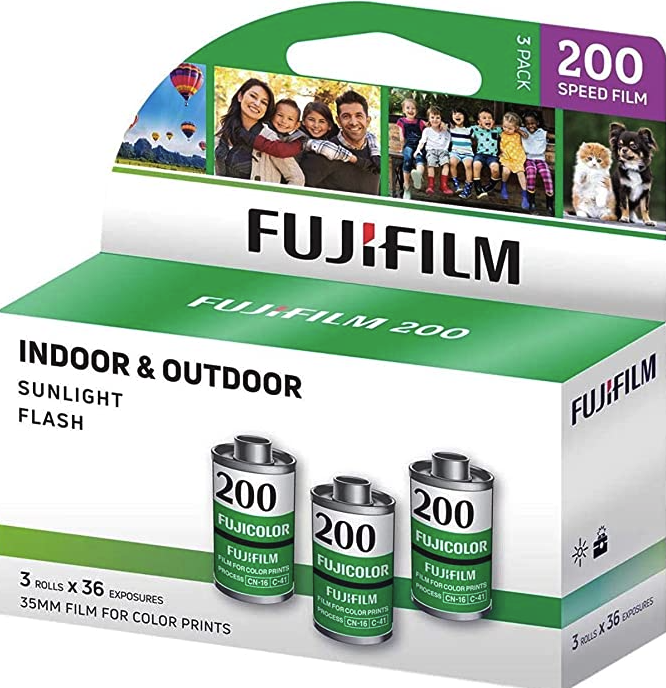 3 PACK
200
SPEED FILM
FUJIFILM
FUJIFILM 200
INDOOR & OUTDOOR
SUNLIGHT
FLASH
FUJIFILM
200
FUJICOLOR
FUJIFILM
FILM FOR COLOR PRINTS
PROCESS CN-16 C-41
200
FUJICOLOR
FUJIFILM
FILM FOR COLOR PRINTS
PROCESS CN-16 C-41
200
FUJICOLOR
FUJIFILM
FILM FOR COLOR PRINTS
PROCESS CN-16 C-41
3 ROLLS X 36 EXPOSURES
35MM FILM FOR COLOR PRINTS
3 ROLLS X 36 EXPOSURES